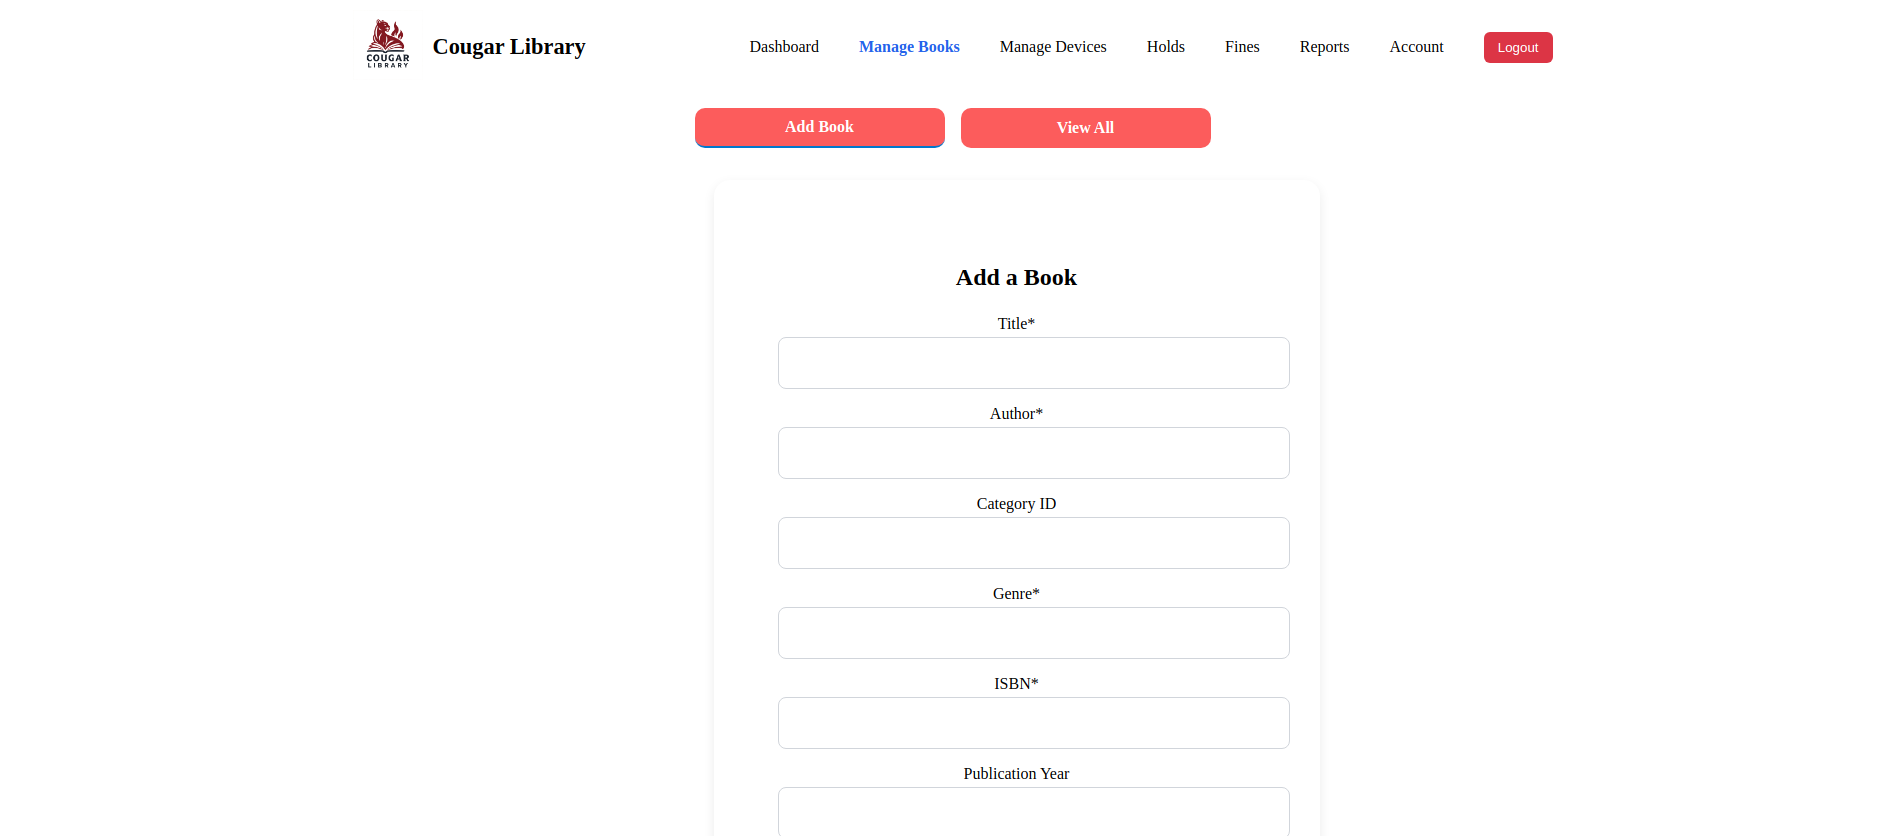 COUGAR
LIBRARY
Cougar Library
Dashboard
Manage Books
Manage Devices
Holds
Fines
Reports
Account
Logout
Add Book
View All
Add a Book
Title*
Author*
Category ID
Genre*
ISBN*
Publication Year